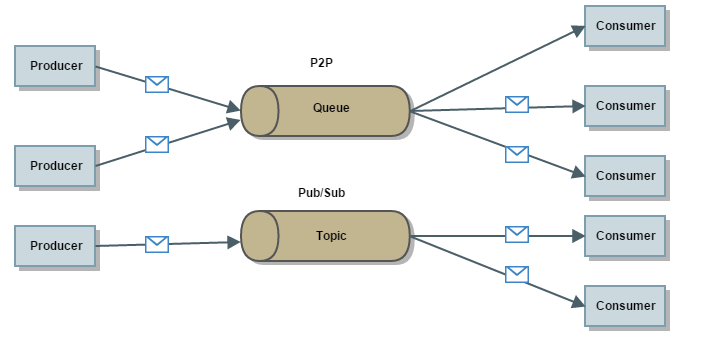 Consumer
Producer
P2P
Queue
Consumer
Producer
Consumer
Pub/Sub
Producer
Topic
Consumer
Consumer